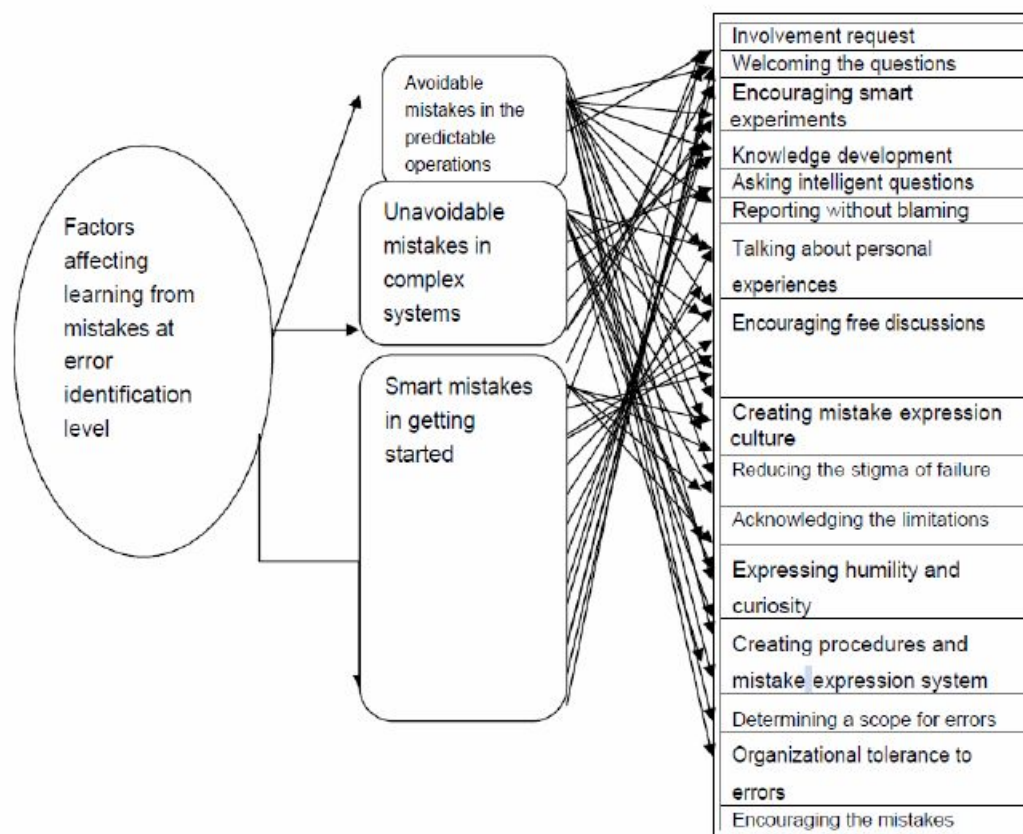 Factors
affecting
learning from
mistakes at
error
identification
level
Avoidable
mistakes in the
predictable
operations
Unavoidable
mistakes in
complex
systems
Smart mistakes
in getting
started
Involvement request
Welcoming the questions
Encouraging smart
experiments
Knowledge development
Asking intelligent questions
Reporting without blaming
Talking about personal
experiences
Encouraging free discussions
Creating mistake expression
culture
Reducing the stigma of failure
Acknowledging the limitations
Expressing humility and
curiosity
Creating procedures and
mistake expression system
Determining a scope for errors
Organizational tolerance to
errors
Encouraging the mistakes